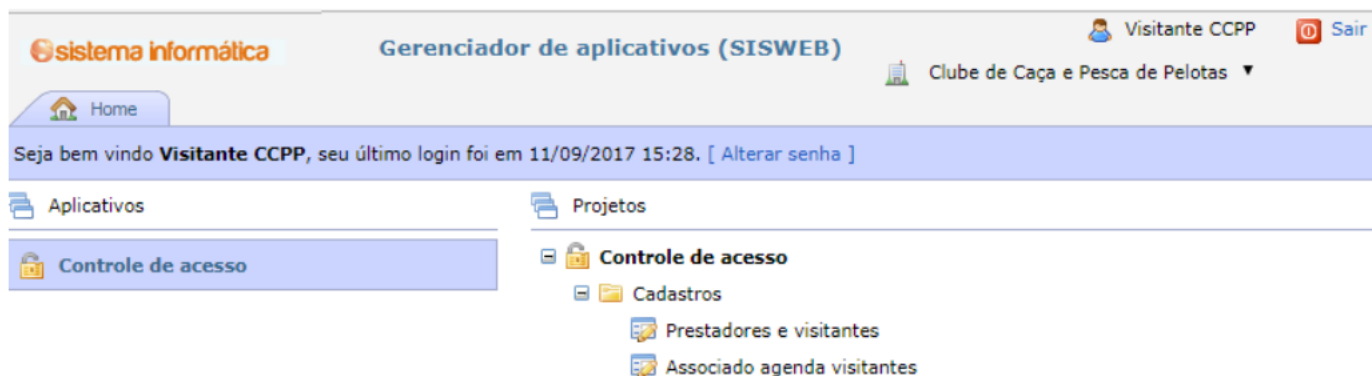 sistema informática
Gerenciador de aplicativos (SISWEB)
Visitante CCPP
Sair
Clube de Caça e Pesca de Pelotas ▼
Home
Seja bem vindo Visitante CCPP, seu último login foi em 11/09/2017 15:28. [ Alterar senha ]
Aplicativos
Projetos
Controle de acesso
Controle de acesso
Cadastros
Prestadores e visitantes
Associado agenda visitantes